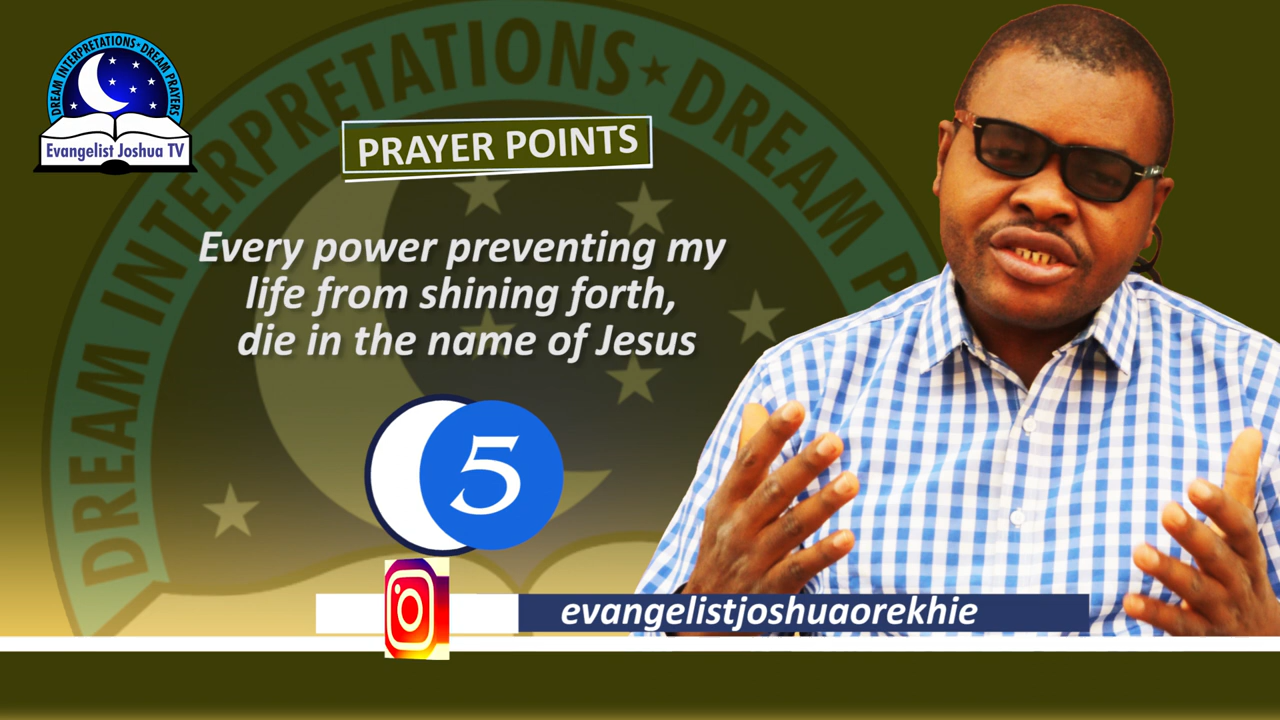 DREAM INTERPRETATIONS · DREAM PRAYERS
Evangelist Joshua TV
DREAM INTERPRETATIONS ★ DREAM P
PRAYER POINTS
Every power preventing my
life from shining forth,
die in the name of Jesus
5
evangelistjoshuaorekhie